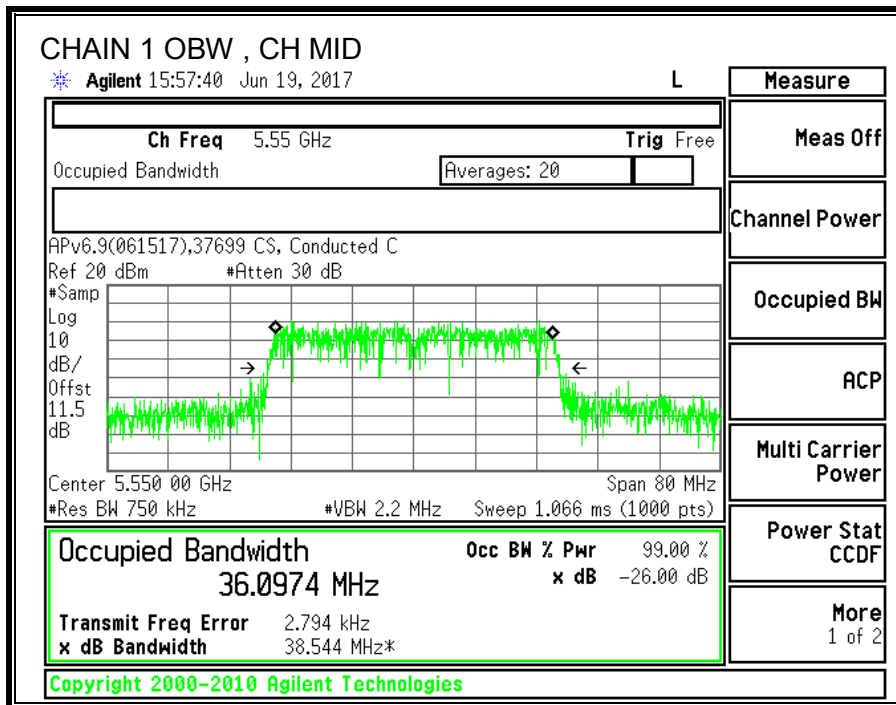 CHAIN 1 OBW , CH MID
Agilent 15:57:40 Jun 19, 2017 L
Measure
Ch Freq 5.55 GHz Trig Free
Meas Off
Occupied Bandwidth Averages: 20
Channel Power
APv6.9(061517),37699 CS, Conducted C
Ref 20 dBm #Atten 30 dB
#Samp
Log
10
dB/
Offst
11.5
dB
Occupied BW
ACP
Multi Carrier
Power
Center 5.550 00 GHz Span 80 MHz
#Res BW 750 kHz #VBW 2.2 MHz Sweep 1.066 ms (1000 pts)
Power Stat
CCDF
Occupied Bandwidth Occ BW % Pwr 99.00 %
36.0974 MHz x dB -26.00 dB
Transmit Freq Error 2.794 kHz
x dB Bandwidth 38.544 MHz*
More
1 of 2
Copyright 2000-2010 Agilent Technologies